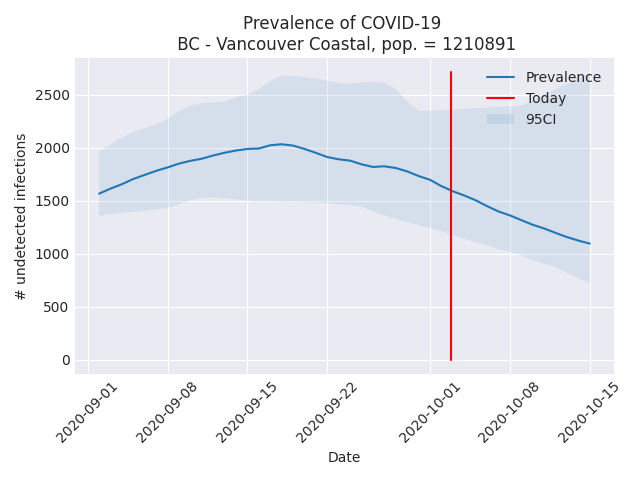 Prevalence of COVID-19
BC - Vancouver Coastal, pop. = 1210891
Prevalence
Today
95CI
2500
2000
1500
1000
500
0
# undetected infections
2020-09-01
2020-09-08
2020-09-15
2020-09-22
2020-10-01
2020-10-08
2020-10-15
Date